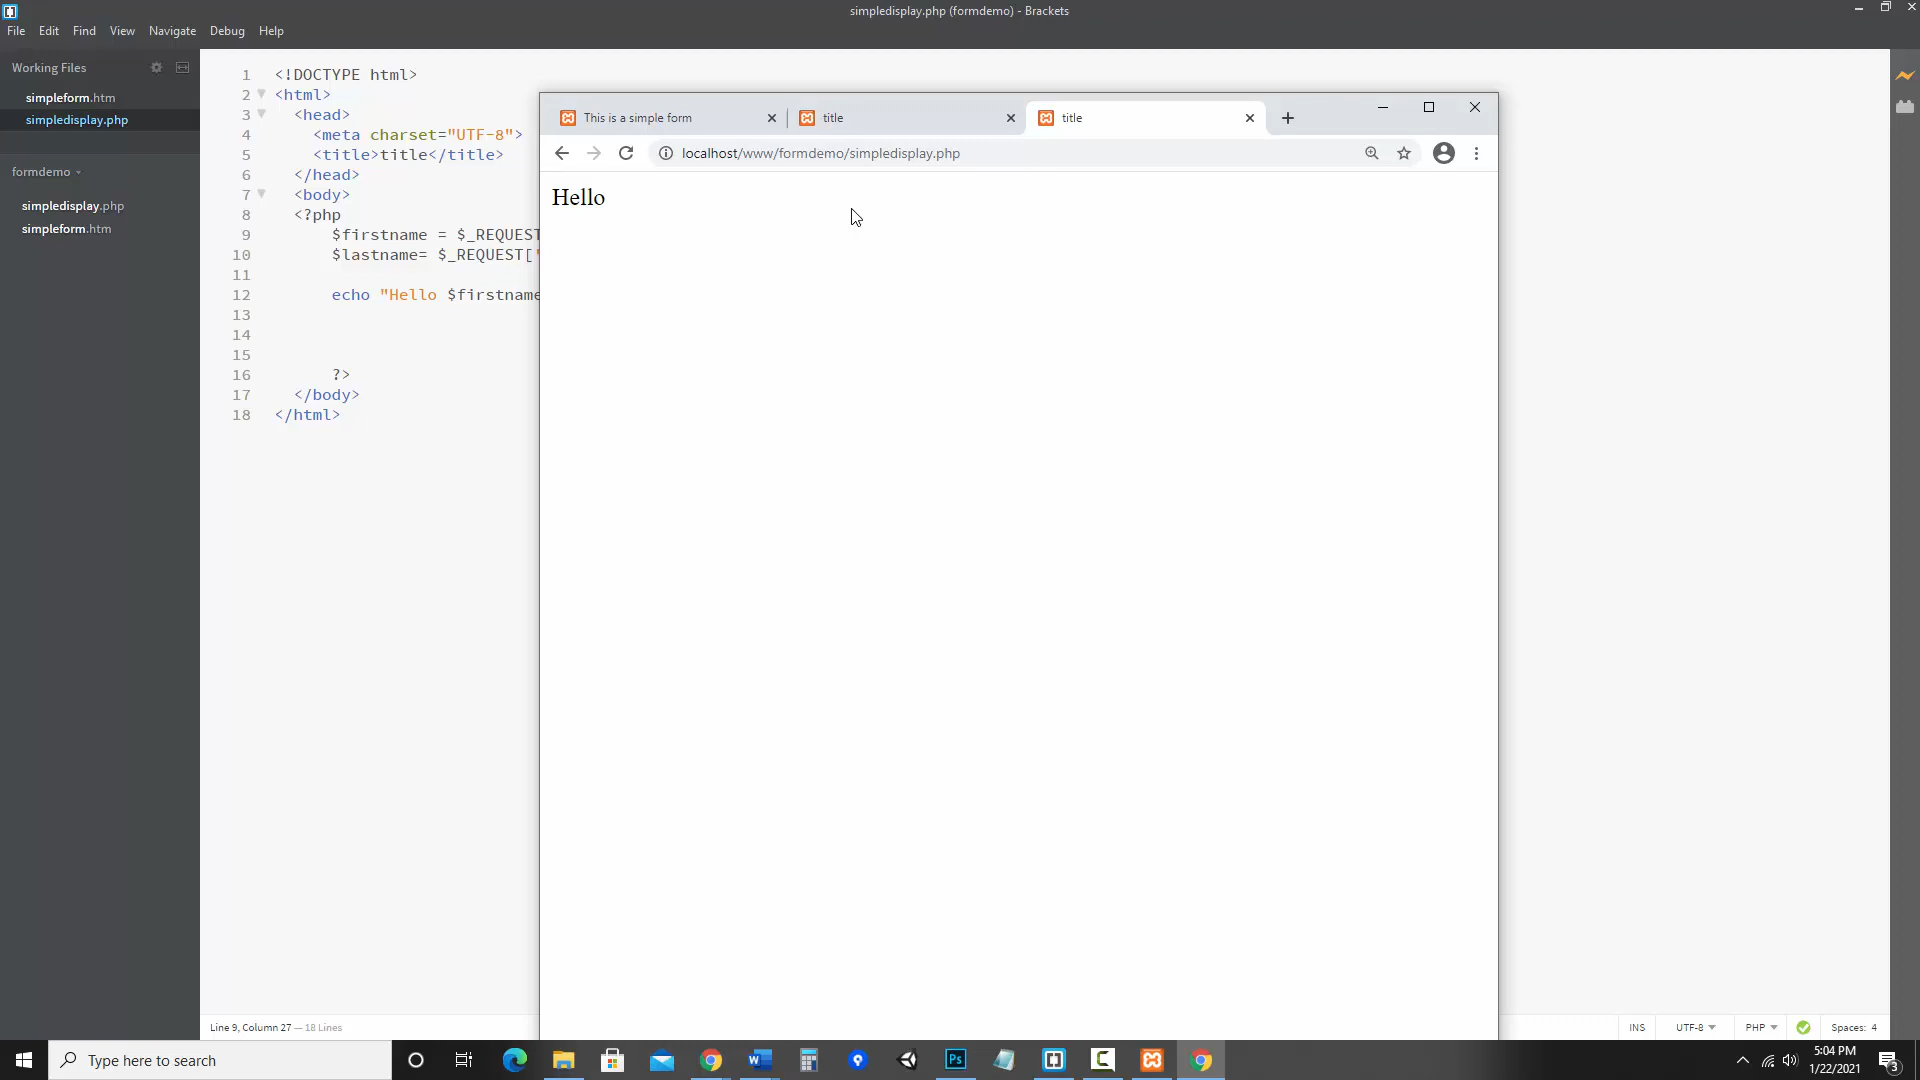 simpledisplay.php (formdemo) - Brackets
File Edit Find View Navigate Debug Help
Working Files
simpleform.htm
simpledisplay.php
formdemo
simpledisplay.php
simpleform.htm
1 <!DOCTYPE html>
2 <html>
3 <head>
4 <meta charset="UTF-8">
5 <title>title</title>
6 </head>
7 <body>
8 <?php
9 $firstname = $_REQUEST
10 $lastname= $_REQUEST["
11
12 echo "Hello $firstname
13
14
15
16 ?>
17 </body>
18 </html>
This is a simple form title title
localhost/www/formdemo/simpledisplay.php
Hello
Line 9, Column 27 — 18 Lines
INS UTF-8 PHP Spaces: 4
Type here to search
5:04 PM
1/22/2021
3